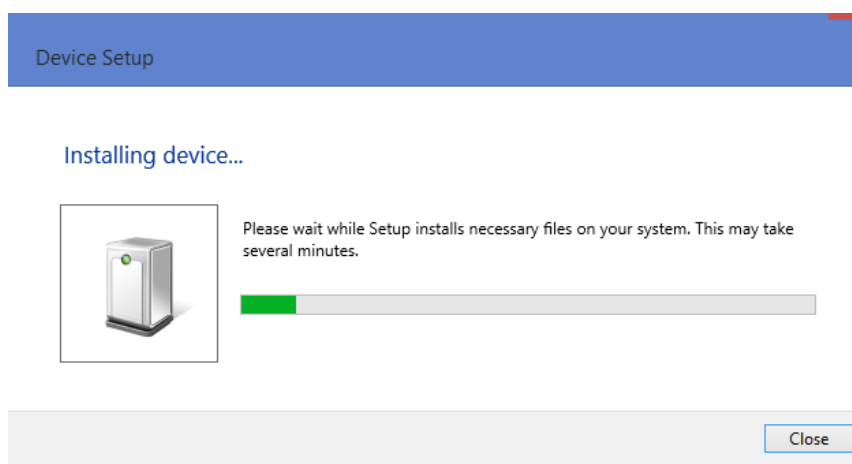 Device Setup
Installing device...
Please wait while Setup installs necessary files on your system. This may take
several minutes.
Close